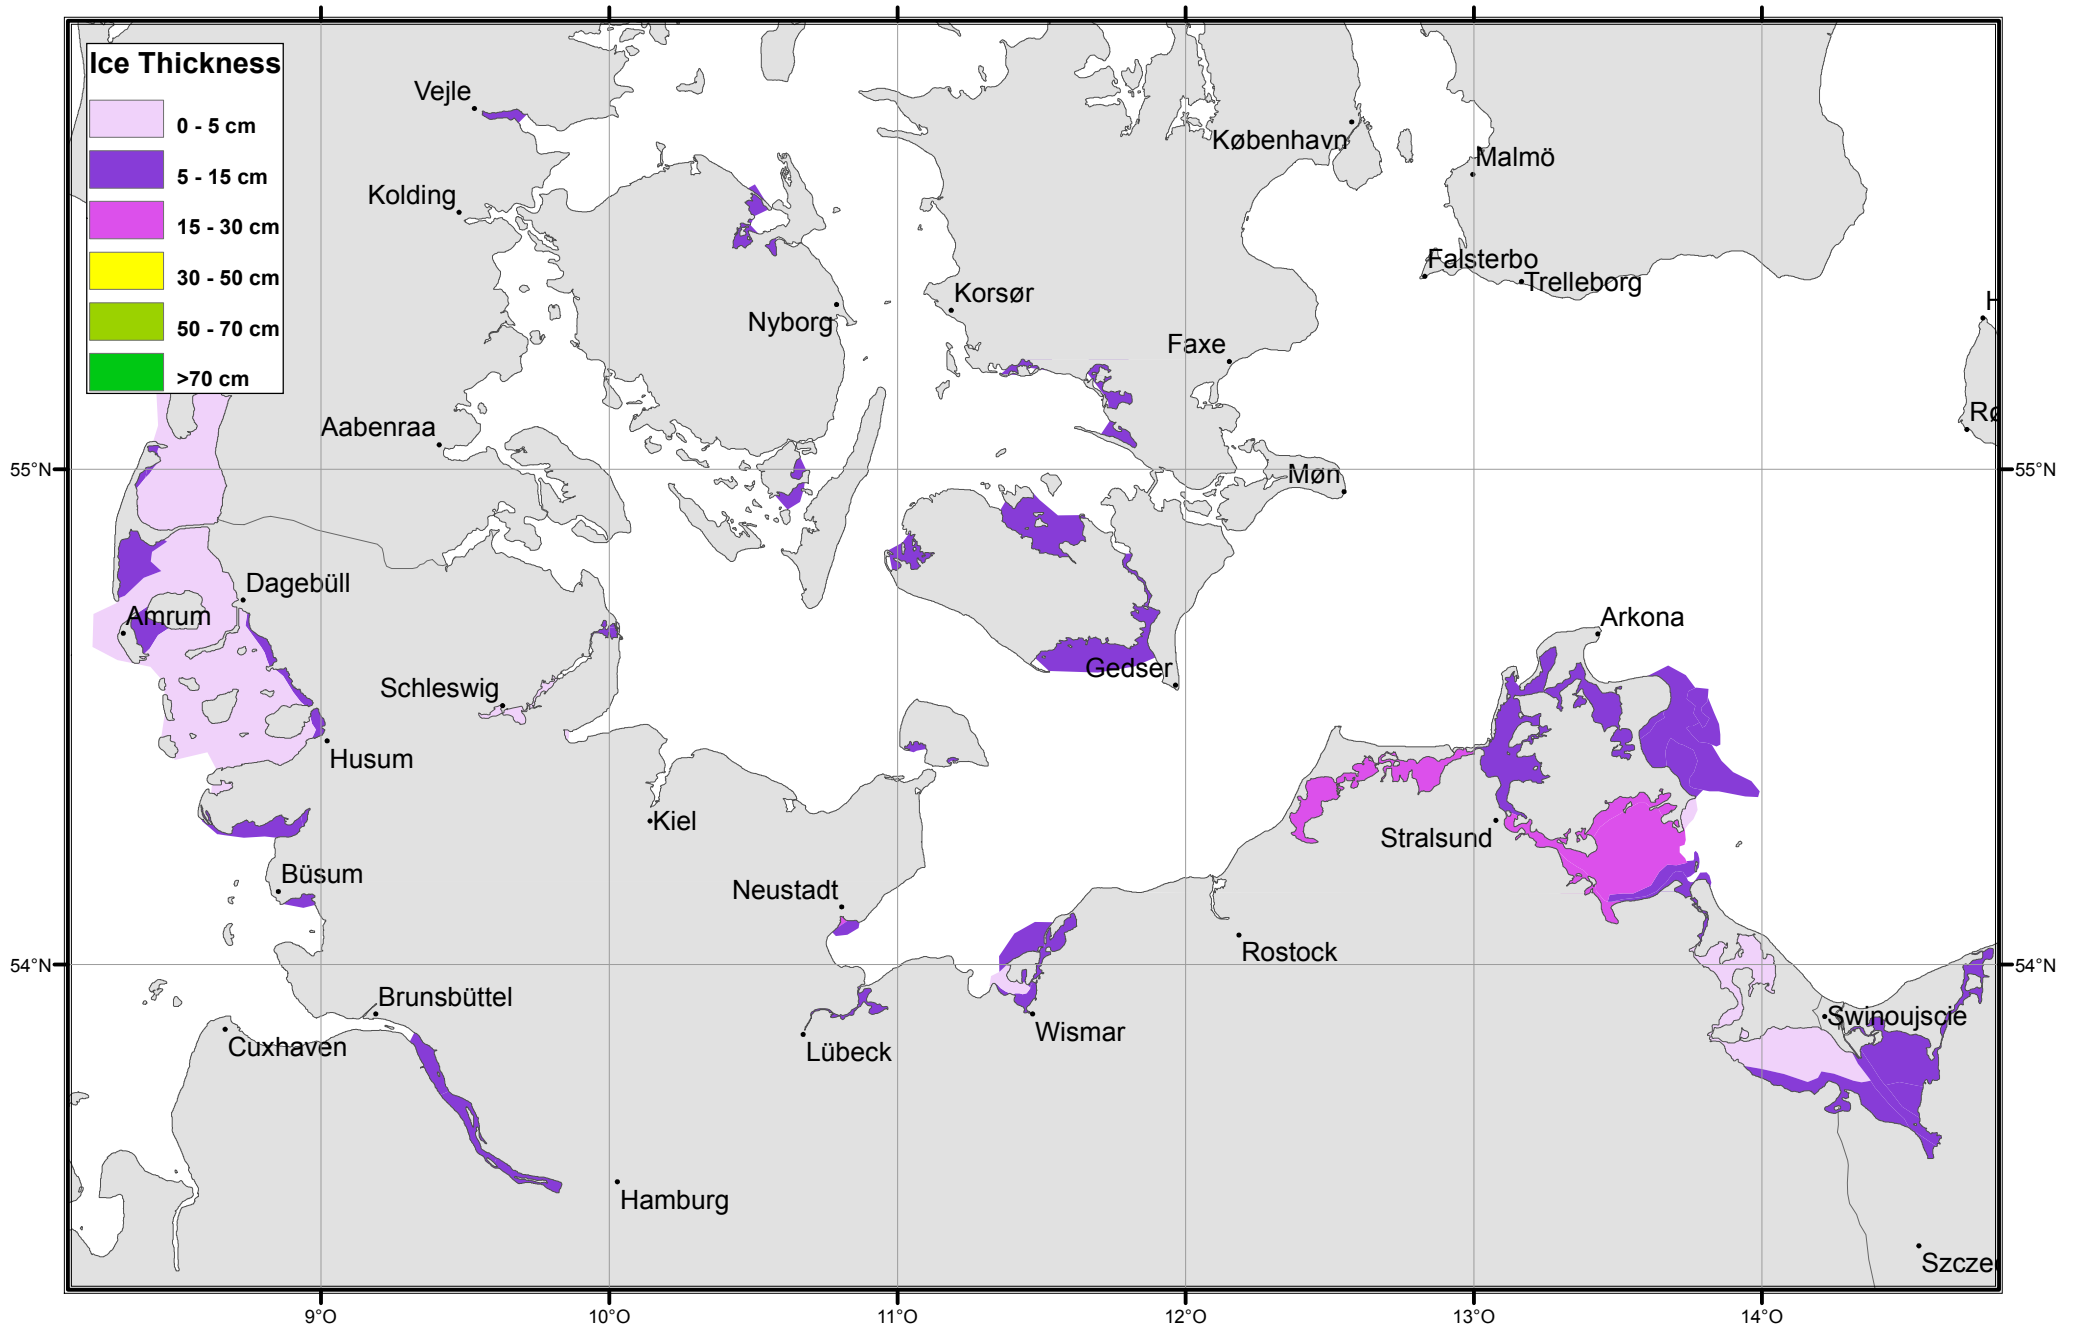 Ice Thickness
0 - 5 cm
5 - 15 cm
15 - 30 cm
30 - 50 cm
50 - 70 cm
>70 cm
Vejle
København
Malmö
Kolding
Falsterbo
Trelleborg
Korsør
Nyborg
H
Faxe
Rø
Aabenraa
55°N
Møn
55°N
Dagebüll
Amrum
Arkona
Gedser
Schleswig
Husum
Kiel
Stralsund
Büsum
Neustadt
Rostock
54°N
54°N
Brunsbüttel
Swinoujscie
Wismar
Cuxhaven
Lübeck
Hamburg
Szcze
9°O
10°O
11°O
12°O
13°O
14°O